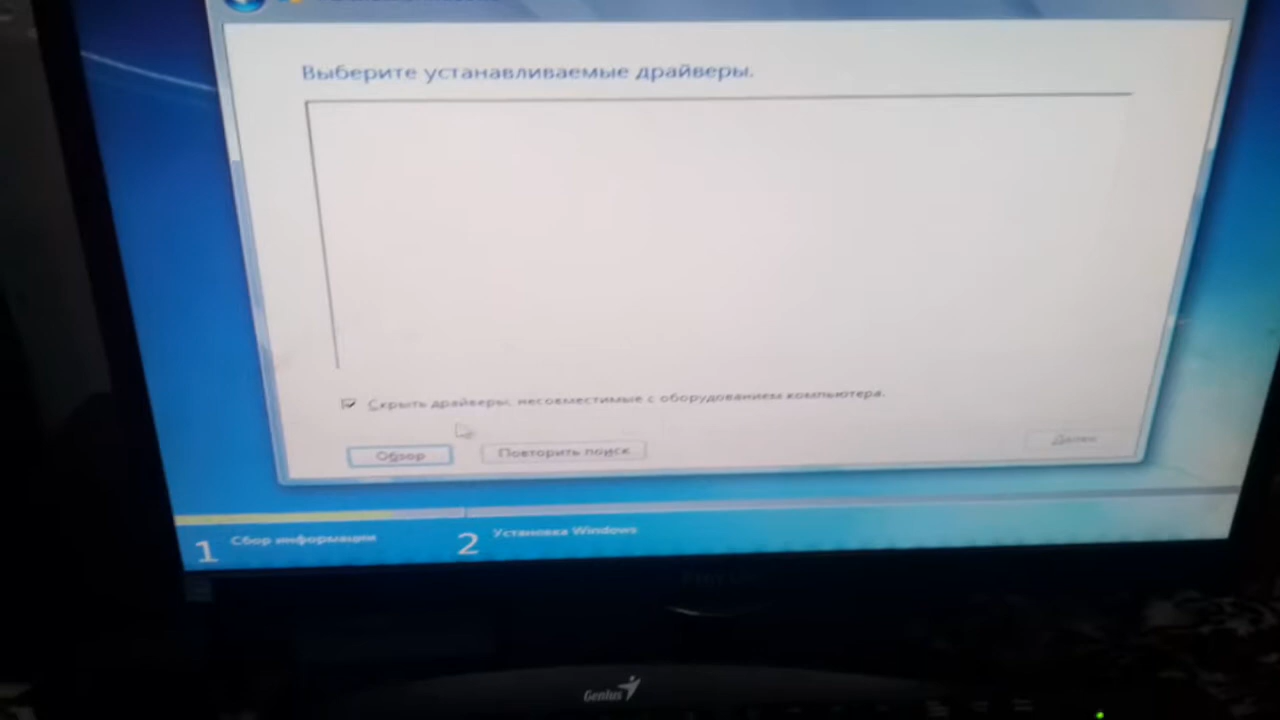 Выберите устанавливаемые драйверы.
Скрыть драйверы, несовместимые с оборудованием компьютера.
Обзор
Повторить поиск
Далее
1 Сбор информации
2 Установка Windows
Genius